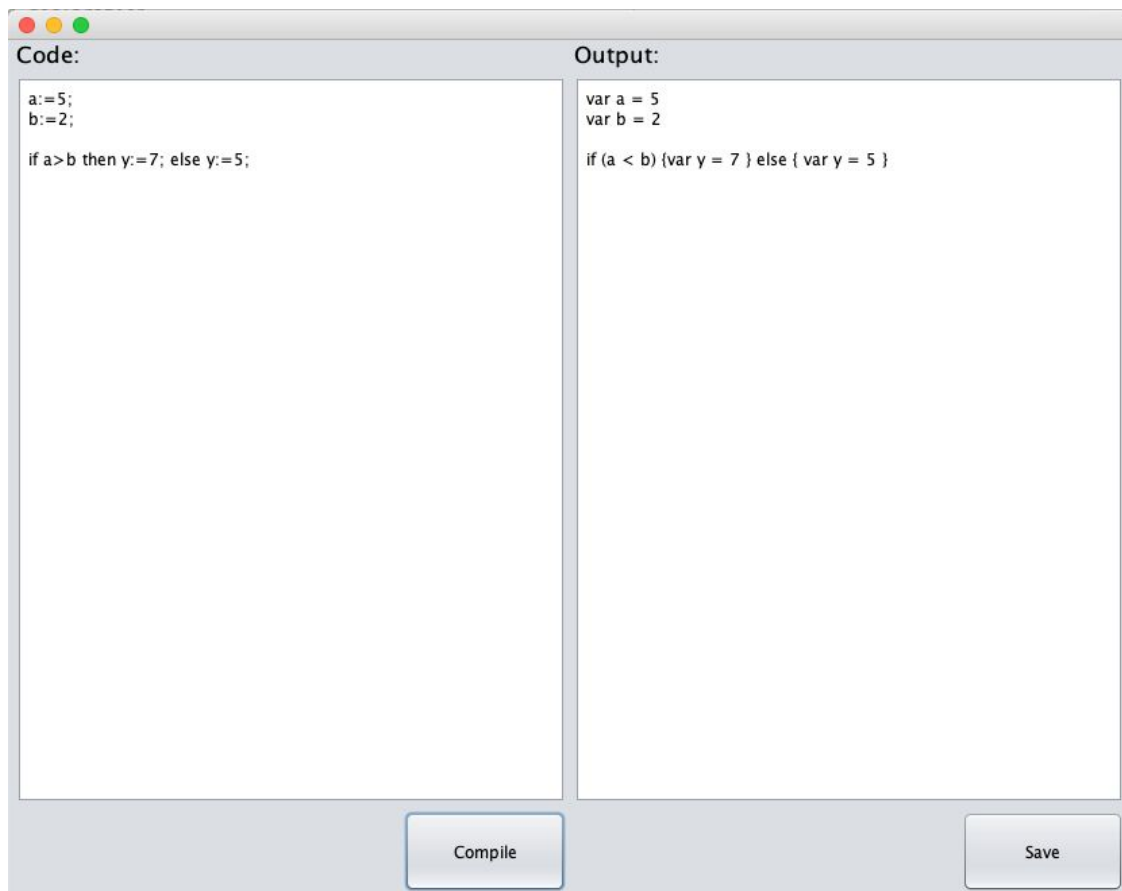 Code:
a:=5;
b:=2;
if a>b then y:=7; else y:=5;
Output:
var a = 5
var b = 2
if (a < b) {var y = 7 } else { var y = 5 }
Compile
Save